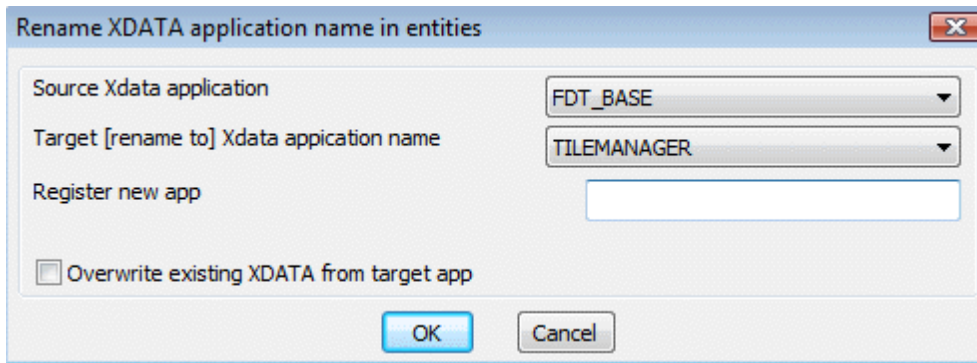 Rename XDATA application name in entities
Source Xdata application
FDT_BASE
Target [rename to] Xdata appication name
TILEMANAGER
Register new app
Overwrite existing XDATA from target app
OK
Cancel